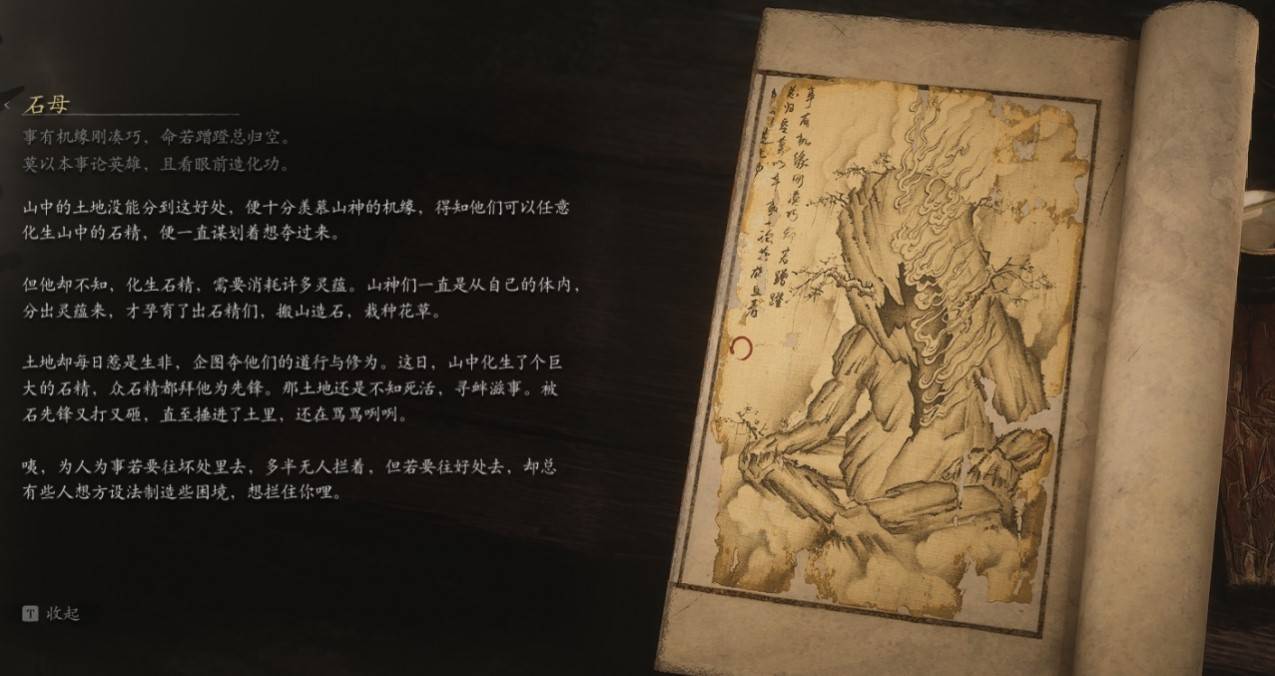 石母
事有机缘刚凑巧，命若蹭蹬总归空。
莫以本事论英雄，且看眼前造化功。
山中的土地没能分到这好处，便十分羡慕山神的机缘，得知他们可以任意
化生山中的石精，便一直谋划着想夺过来。
但他却不知，化生石精，需要消耗许多灵蕴。山神们一直是从自己的体内，
分出灵蕴来，才孕育了出石精们，搬山造石，栽种花草。
土地却每日惹是生非，企图夺他们的道行与修为。这日，山中化生了个巨
大的石精，众石精都拜他为先锋。那土地还是不知死活，寻衅滋事。被
石先锋又打又砸，直至捶进了土里，还在骂骂咧咧。
咦，为人为事若要往坏处里去，多半无人拦着，但若要往好处去，却总
有些人想方设法制造些困境，想拦住你哩。
T 收起
事有机缘刚凑巧命若蹭蹬